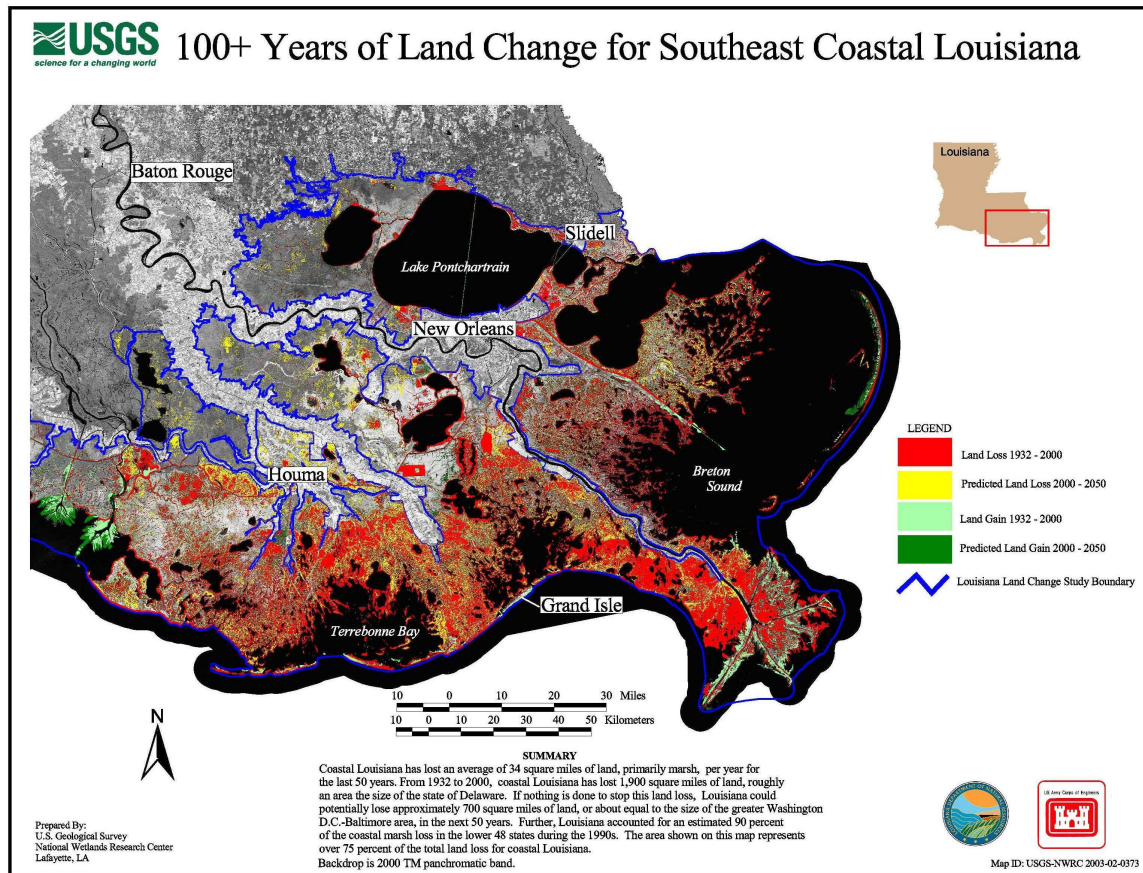 USGS
science for a changing world
100+ Years of Land Change for Southeast Coastal Louisiana
Louisiana
Baton Rouge
Slidell
Lake Pontchartrain
New Orleans
Breton
Sound
Houma
Grand Isle
Terrebonne Bay
LEGEND
Land Loss 1932 - 2000
Predicted Land Loss 2000 - 2050
Land Gain 1932 - 2000
Predicted Land Gain 2000 - 2050
Louisiana Land Change Study Boundary
10 0 10 20 30 Miles
10 0 10 20 30 40 50 Kilometers
N
SUMMARY
Coastal Louisiana has lost an average of 34 square miles of land, primarily marsh, per year for
the last 50 years. From 1932 to 2000, coastal Louisiana has lost 1,900 square miles of land, roughly
an area the size of the state of Delaware. If nothing is done to stop this land loss, Louisiana could
potentially lose approximately 700 square miles of land, or about equal to the size of the greater Washington
D.C.-Baltimore area, in the next 50 years. Further, Louisiana accounted for an estimated 90 percent
of the coastal marsh loss in the lower 48 states during the 1990s. The area shown on this map represents
over 75 percent of the total land loss for coastal Louisiana.
Backdrop is 2000 TM panchromatic band.
Prepared By:
U.S. Geological Survey
National Wetlands Research Center
Lafayette, LA
US Army Corps of Engineers
Map ID: USGS-NWRC 2003-02-0373